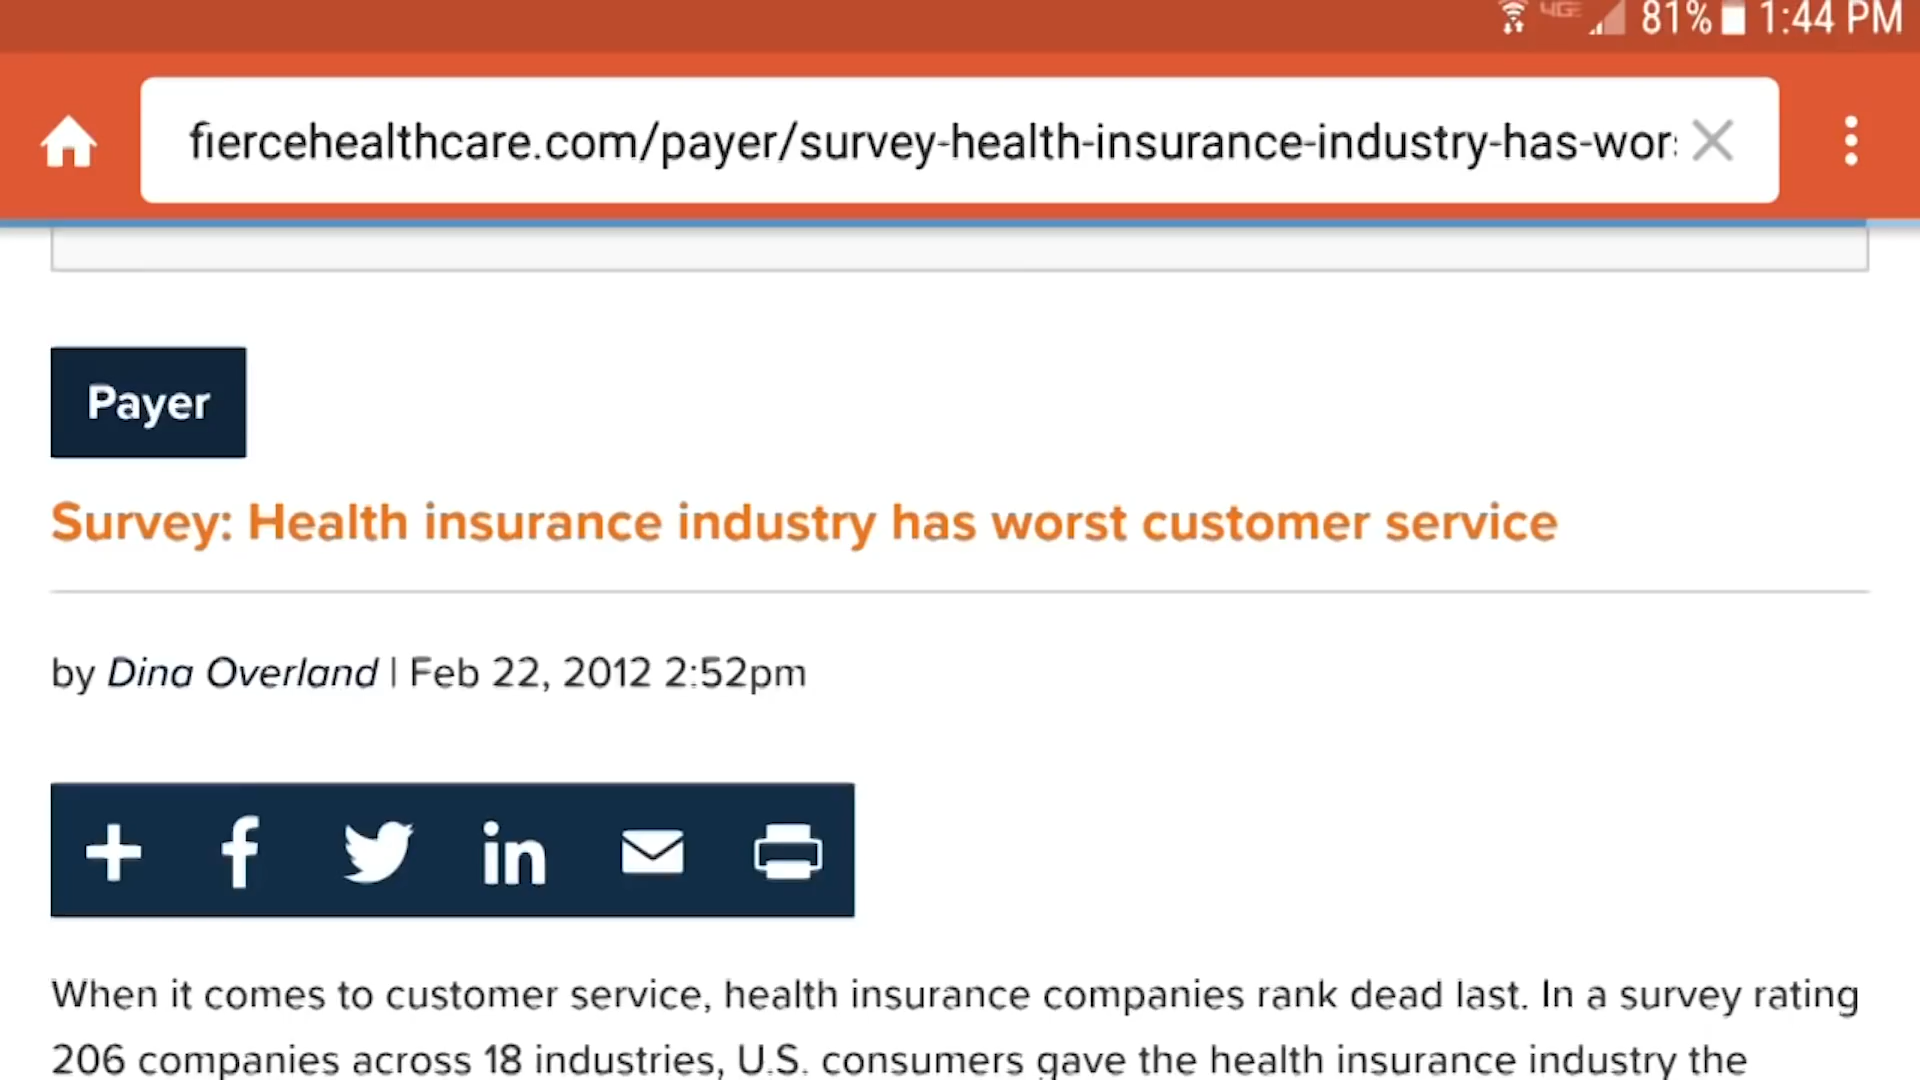 4GE 81% 1:44 PM
fiercehealthcare.com/payer/survey-health-insurance-industry-has-wor
Payer
Survey: Health insurance industry has worst customer service
by Dina Overland | Feb 22, 2012 2:52pm
When it comes to customer service, health insurance companies rank dead last. In a survey rating
206 companies across 18 industries, U.S. consumers gave the health insurance industry the